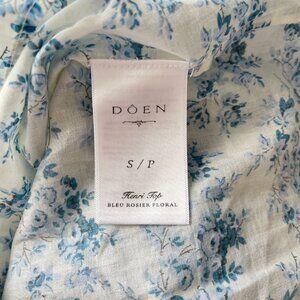 DÔEN
S / P
Henri Top
BLEU ROSIER FLORAL